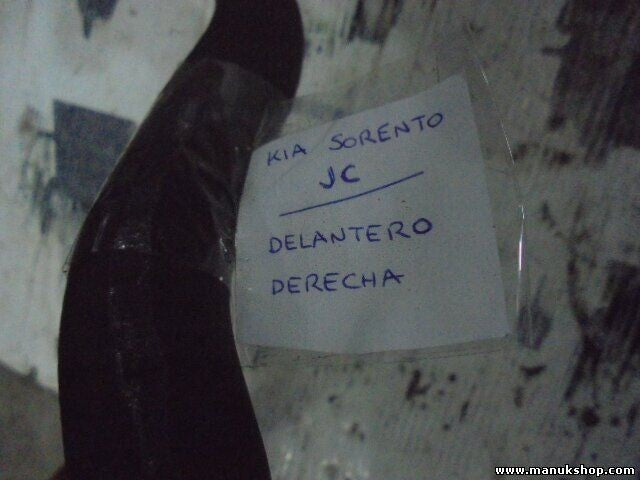 KIA SORENTO
JC
DELANTERO
DERECHA
www.manukshop.com